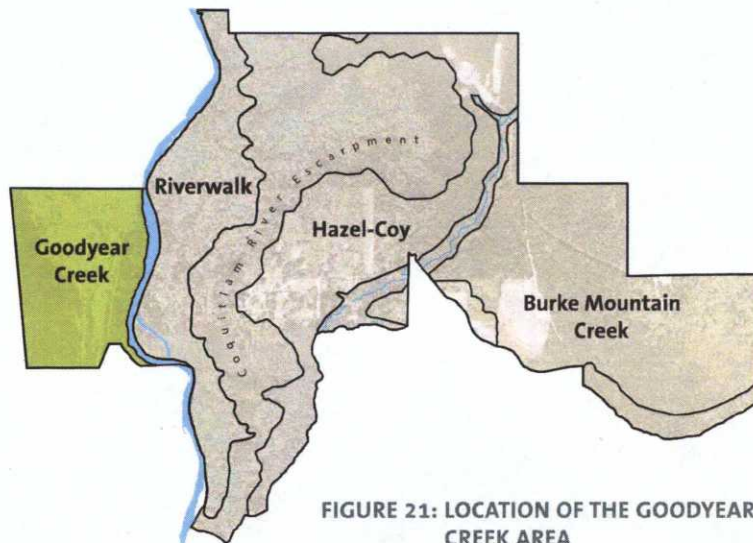 Riverwalk
Goodyear
Creek
Coquitlam River Escarpment
Hazel-Coy
Burke Mountain
Creek
FIGURE 21: LOCATION OF THE GOODYEAR
CREEK AREA